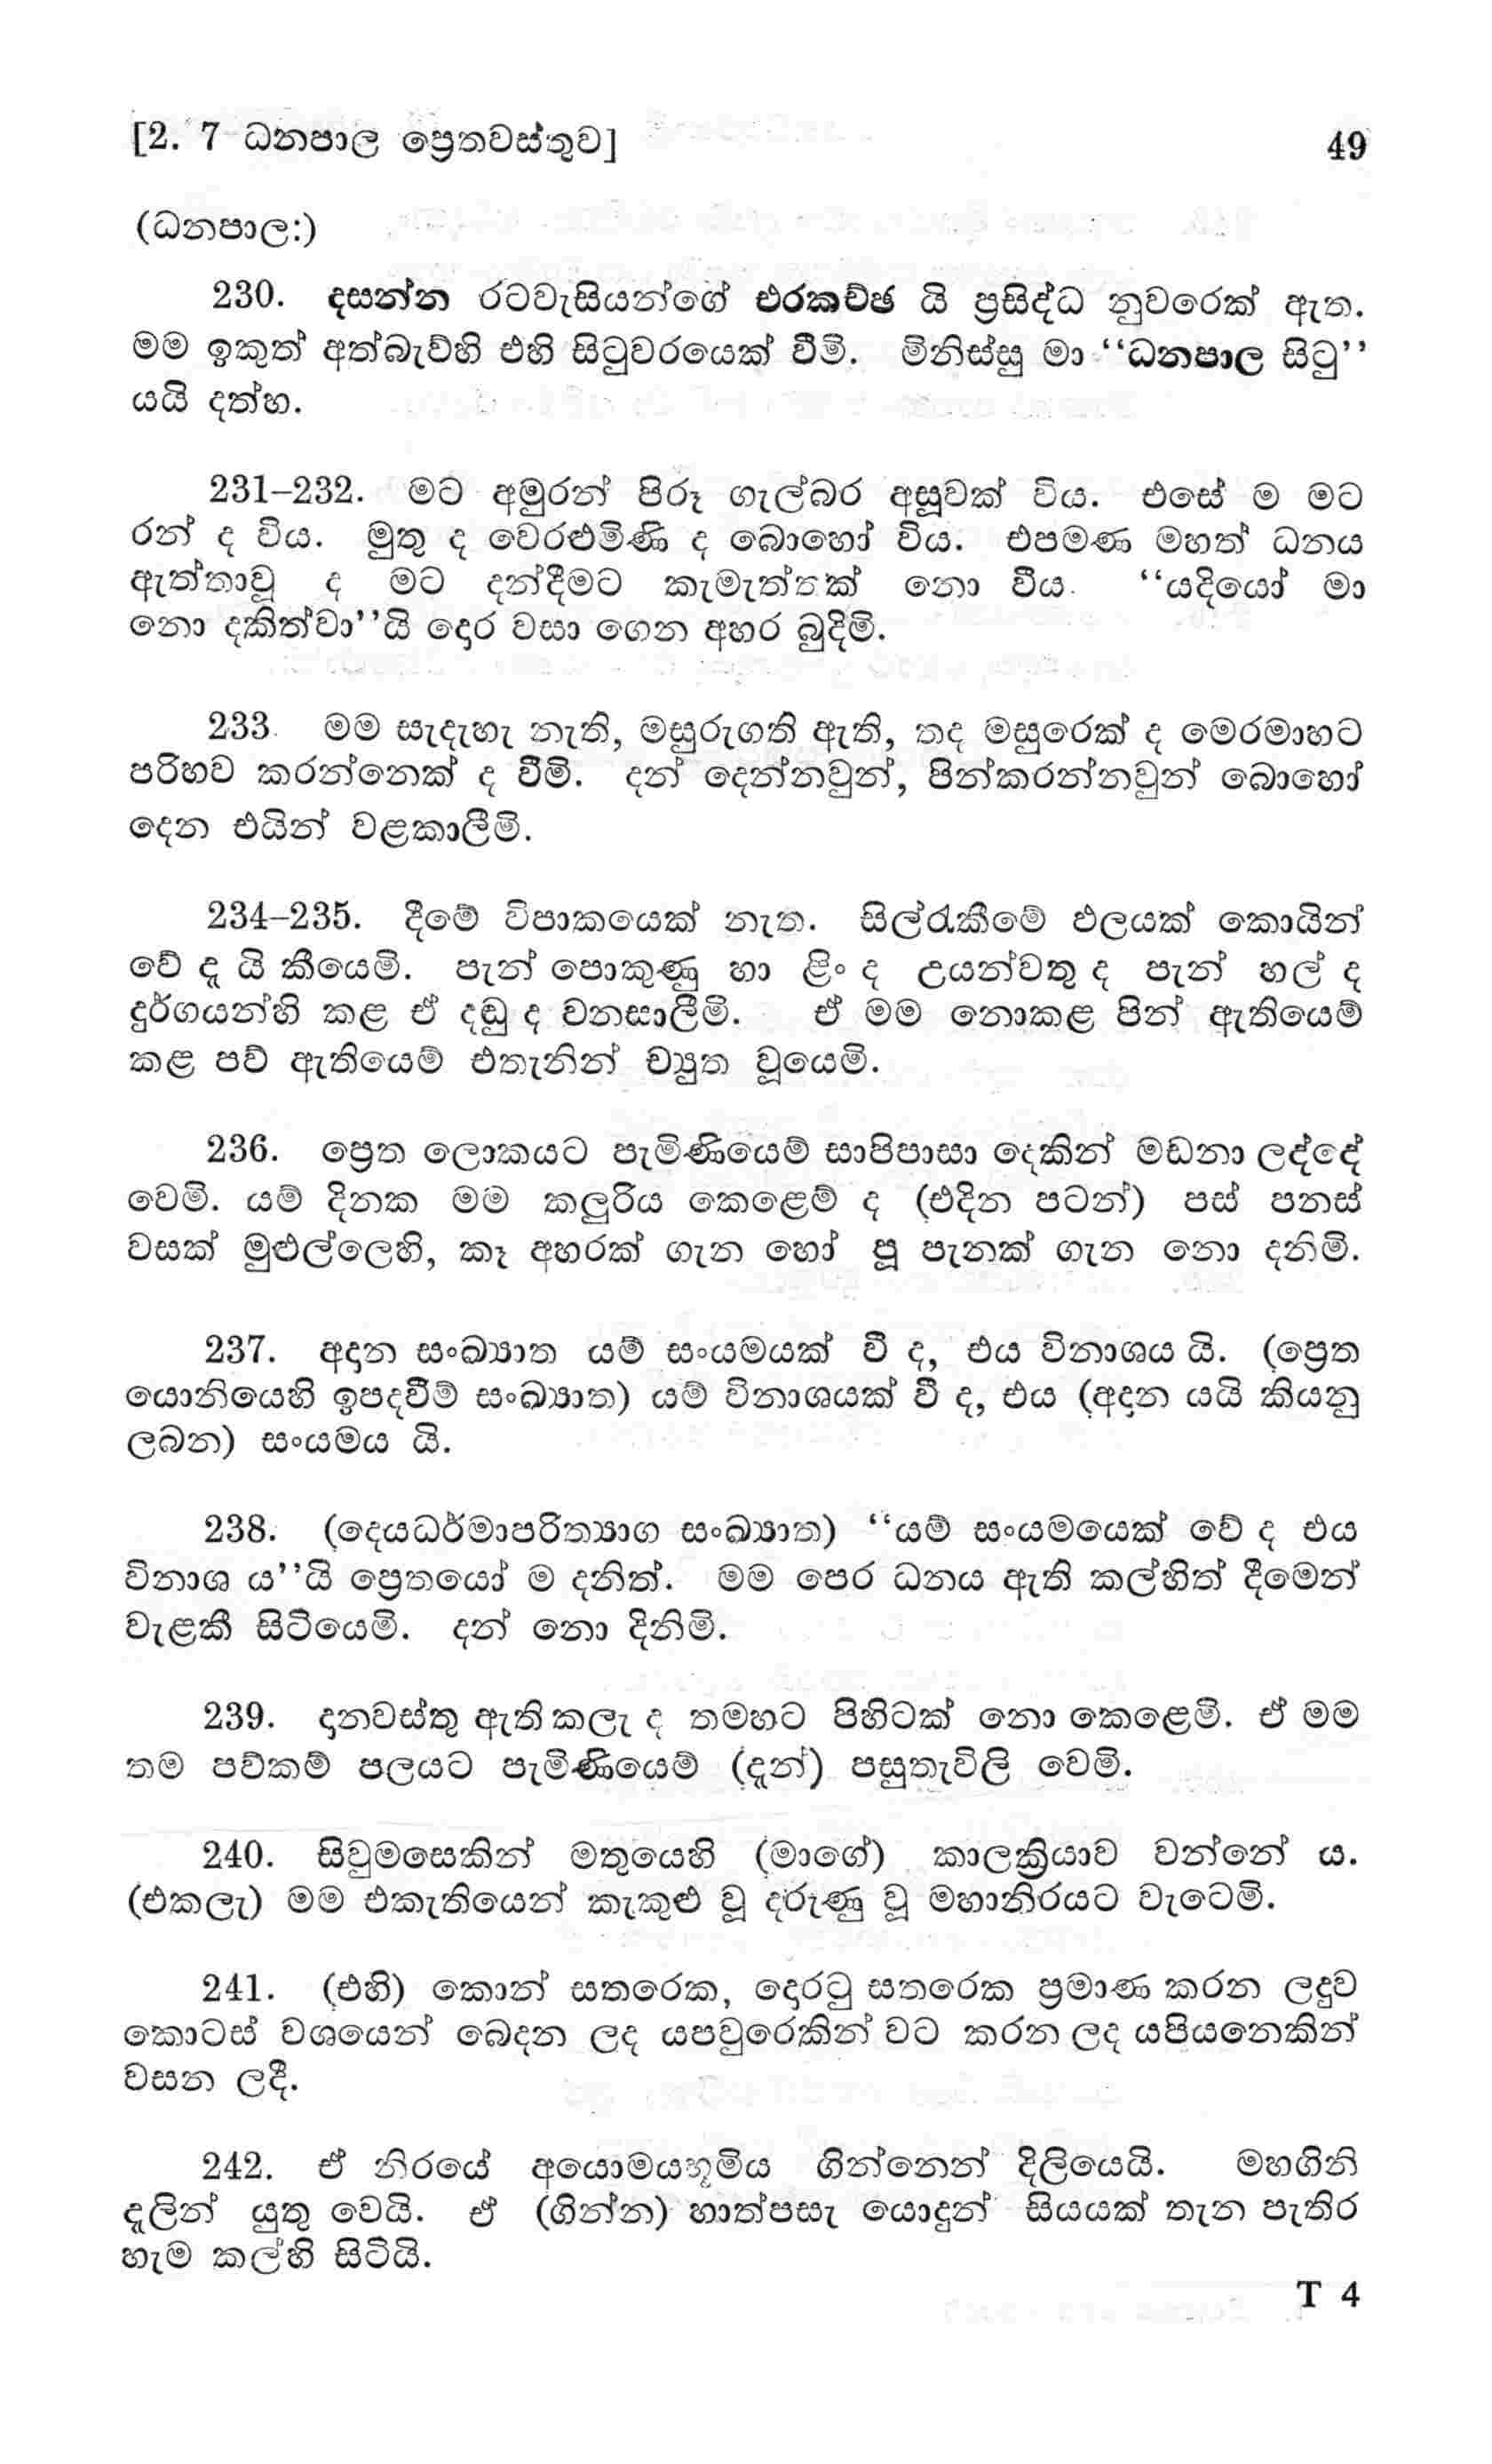 [2. 7 ධනපාල ප්‍රෙතවස්තුව] 49
(ධනපාල:)
230. දසන්න රටවැසියන්ගේ එරකච්ඡ යි ප්‍රසිද්ධ නුවරෙක් ඇත.
මම ඉකුත් අත්බැව්හි එහි සිටුවරයෙක් වීමි. මිනිස්සු මා “ධනපාල සිටු”
යයි දත්හ.
231–232. මට අමුරන් පිරූ ගැල්බර අසූවක් විය. එසේ ම මට
රන් ද විය. මුතු ද වෙරළුමිණි ද බොහෝ විය. එපමණ මහත් ධනය
ඇත්තාවූ ද මට දන්දීමට කැමැත්තක් නො වීය. “යදියෝ මා
නො දකිත්වා”යි දොර වසා ගෙන අහර බුදිමි.
233. මම සැදැහැ නැති, මසුරුගති ඇති, තද මසුරෙක් ද මෙරමාහට
පරිභව කරන්නෙක් ද වීමි. දන් දෙන්නවුන්, පින්කරන්නවුන් බොහෝ
දෙන එයින් වළකාලීමි.
234–235. දීමේ විපාකයෙක් නැත. සිල්රැකීමේ ඵලයක් කොයින්
වේ දැ යි කීයෙමි. පැන් පොකුණු හා ළිං ද උයන්වතු ද පැන් හල් ද
දුර්ගයන්හි කළ ඒ දඬු ද වනසාලීමි. ඒ මම නොකළ පින් ඇතියෙම්
කළ පව් ඇතියෙම් එතැනින් ච්‍යුත වූයෙමි.
236. ප්‍රෙත ලොකයට පැමිණියෙම් සාපිපාසා දෙකින් මඩනා ලද්දේ
වෙමි. යම් දිනක මම කලුරිය කෙළෙම් ද (එදින පටන්) පස් පනස්
වසක් මුළුල්ලෙහි, කෑ අහරක් ගැන හෝ පූ පැනක් ගැන නො දනිමි.
237. අදාන සංඛ්‍යාත යම් සංයමයක් වී ද, එය විනාශය යි. (ප්‍රෙත
යොනියෙහි ඉපදවීම් සංඛ්‍යාත) යම් විනාශයක් වී ද, එය (අදාන යයි කියනු
ලබන) සංයමය යි.
238. (දෙයධර්මාපරිත්‍යාග සංඛ්‍යාත) “යම් සංයමයෙක් වේ ද එය
විනාශ ය”යි ප්‍රෙතයෝ ම දනිත්. මම පෙර ධනය ඇති කල්හිත් දීමෙන්
වැළකී සිටියෙමි. දන් නො දිනිමි.
239. දානවස්තු ඇති කලැ ද තමහට පිහිටක් නො කෙළෙමි. ඒ මම
තම පව්කම් පලයට පැමිණියෙම් (දැන්) පසුතැවිලි වෙමි.
240. සිවුමසෙකින් මතුයෙහි (මාගේ) කාලක්‍රියාව වන්නේ ය.
(එකලැ) මම එකැතියෙන් කැකුළු වූ දරුණු වූ මහානිරයට වැටෙමි.
241. (එහි) කොන් සතරෙක, දොරටු සතරෙක ප්‍රමාණ කරන ලදුව
කොටස් වශයෙන් බෙදන ලද යපවුරෙකින් වට කරන ලද යපියනෙකින්
වසන ලදී.
242. ඒ නිරයේ අයොමයභූමිය ගින්නෙන් දිලියෙයි. මහගිනි
දැලින් යුතු වෙයි. ඒ (ගින්න) හාත්පසැ යොදුන් සියයක් තැන පැතිර
හැම කල්හි සිටියි.
T 4